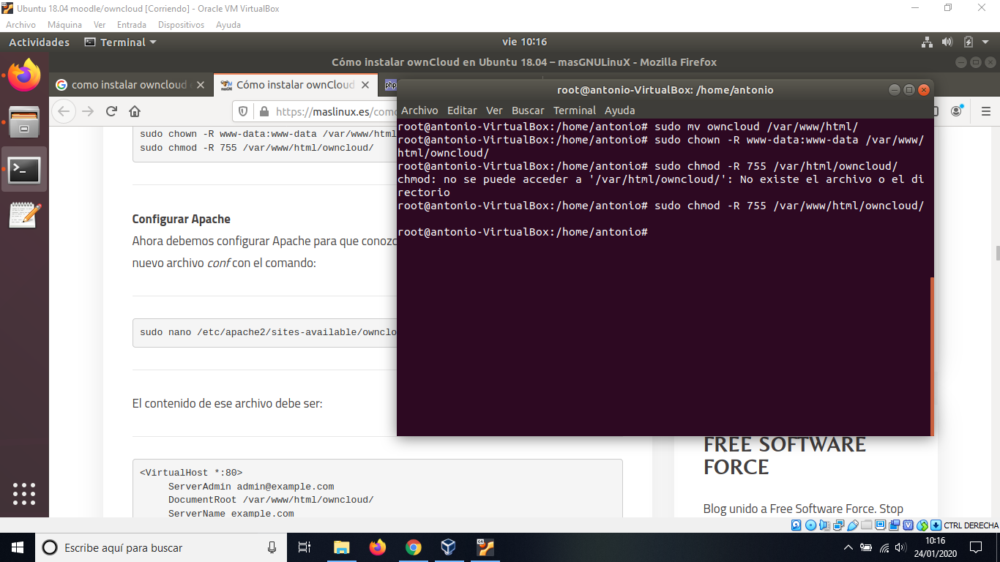 Ubuntu 18.04 moodle/owncloud [Corriendo] - Oracle VM VirtualBox
Archivo Máquina Ver Entrada Dispositivos Ayuda
Actividades Terminal vie 10:16
Cómo instalar ownCloud en Ubuntu 18.04 – masGNULinuX - Mozilla Firefox
como instalar owncloud Cómo instalar ownCloud php
https://maslinux.es/como
root@antonio-VirtualBox: /home/antonio
Archivo Editar Ver Buscar Terminal Ayuda
root@antonio-VirtualBox:/home/antonio# sudo mv owncloud /var/www/html/
root@antonio-VirtualBox:/home/antonio# sudo chown -R www-data:www-data /var/www/
html/owncloud/
root@antonio-VirtualBox:/home/antonio# sudo chmod -R 755 /var/html/owncloud/
chmod: no se puede acceder a '/var/html/owncloud/': No existe el archivo o el di
rectorio
root@antonio-VirtualBox:/home/antonio# sudo chmod -R 755 /var/www/html/owncloud/
root@antonio-VirtualBox:/home/antonio#
sudo chown -R www-data:www-data /var/www/html
sudo chmod -R 755 /var/www/html/owncloud/
Configurar Apache
Ahora debemos configurar Apache para que conozc
nuevo archivo conf con el comando:
sudo nano /etc/apache2/sites-available/ownclo
El contenido de ese archivo debe ser:
<VirtualHost *:80>
ServerAdmin admin@example.com
DocumentRoot /var/www/html/owncloud/
ServerName example.com
FREE SOFTWARE
FORCE
Blog unido a Free Software Force. Stop
CTRL DERECHA
Escribe aquí para buscar
10:16
24/01/2020